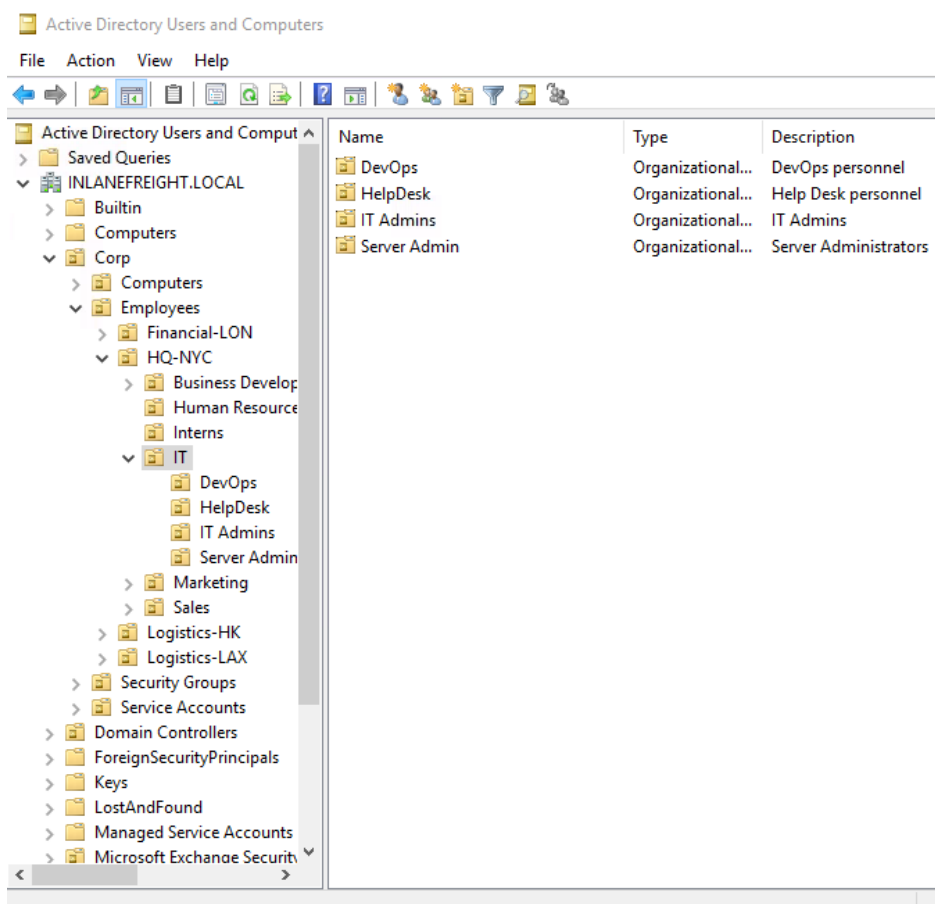 Active Directory Users and Computers
File Action View Help
Active Directory Users and Comput
Saved Queries
INLANEFREIGHT.LOCAL
Builtin
Computers
Corp
Computers
Employees
Financial-LON
HQ-NYC
Business Develop
Human Resource
Interns
IT
DevOps
HelpDesk
IT Admins
Server Admin
Marketing
Sales
Logistics-HK
Logistics-LAX
Security Groups
Service Accounts
Domain Controllers
ForeignSecurityPrincipals
Keys
LostAndFound
Managed Service Accounts
Microsoft Exchange Security
Name Type Description
DevOps Organizational... DevOps personnel
HelpDesk Organizational... Help Desk personnel
IT Admins Organizational... IT Admins
Server Admin Organizational... Server Administrators